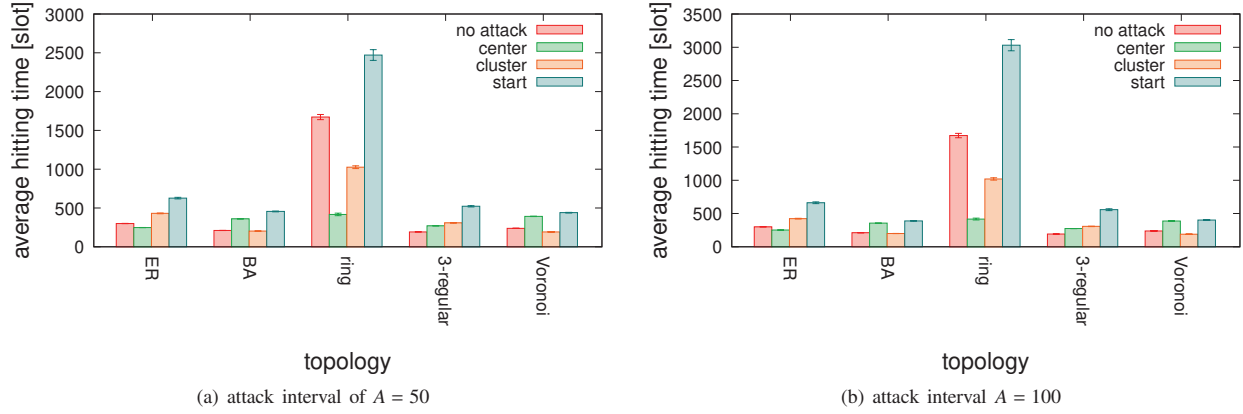 average hitting time [slot]
3000
2500
2000
1500
1000
500
0
no attack
center
cluster
start
ER
BA
ring
3-regular
Voronoi
topology
(a) attack interval of A = 50
average hitting time [slot]
3500
3000
2500
2000
1500
1000
500
0
no attack
center
cluster
start
ER
BA
ring
3-regular
Voronoi
topology
(b) attack interval A = 100